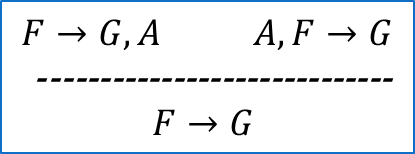 F → G, A    A, F → G
----------------------------
F → G